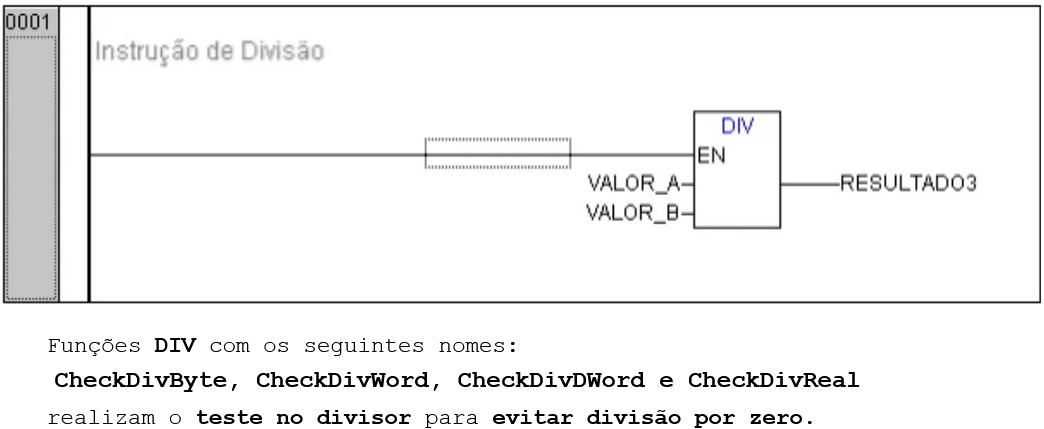 0001
Instrução de Divisão
DIV
EN
VALOR_A
RESULTADO3
VALOR_B
Funções DIV com os seguintes nomes:
CheckDivByte, CheckDivWord, CheckDivDWord e CheckDivReal
realizam o teste no divisor para evitar divisão por zero.